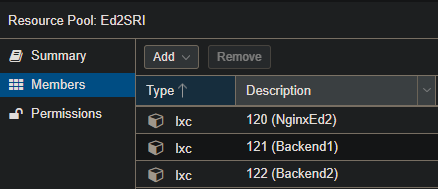 Resource Pool: Ed2SRI
Summary
Members
Permissions
Add Remove
Type Description
lxc 120 (NginxEd2)
lxc 121 (Backend1)
lxc 122 (Backend2)